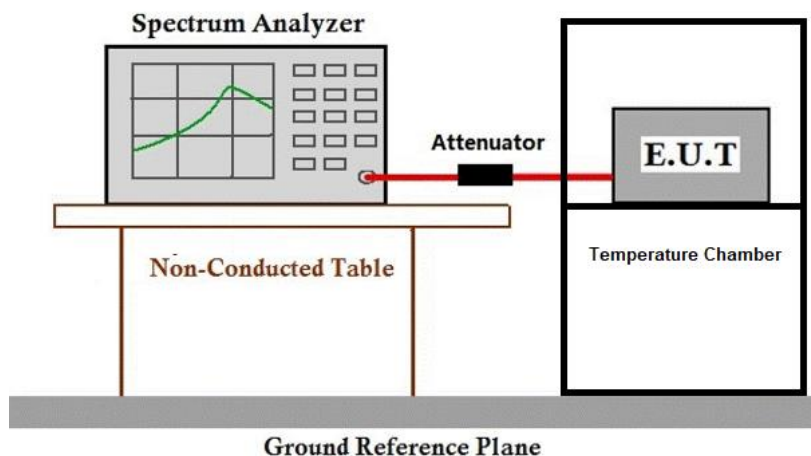 Spectrum Analyzer
Attenuator
E.U.T
Non-Conducted Table
Temperature Chamber
Ground Reference Plane